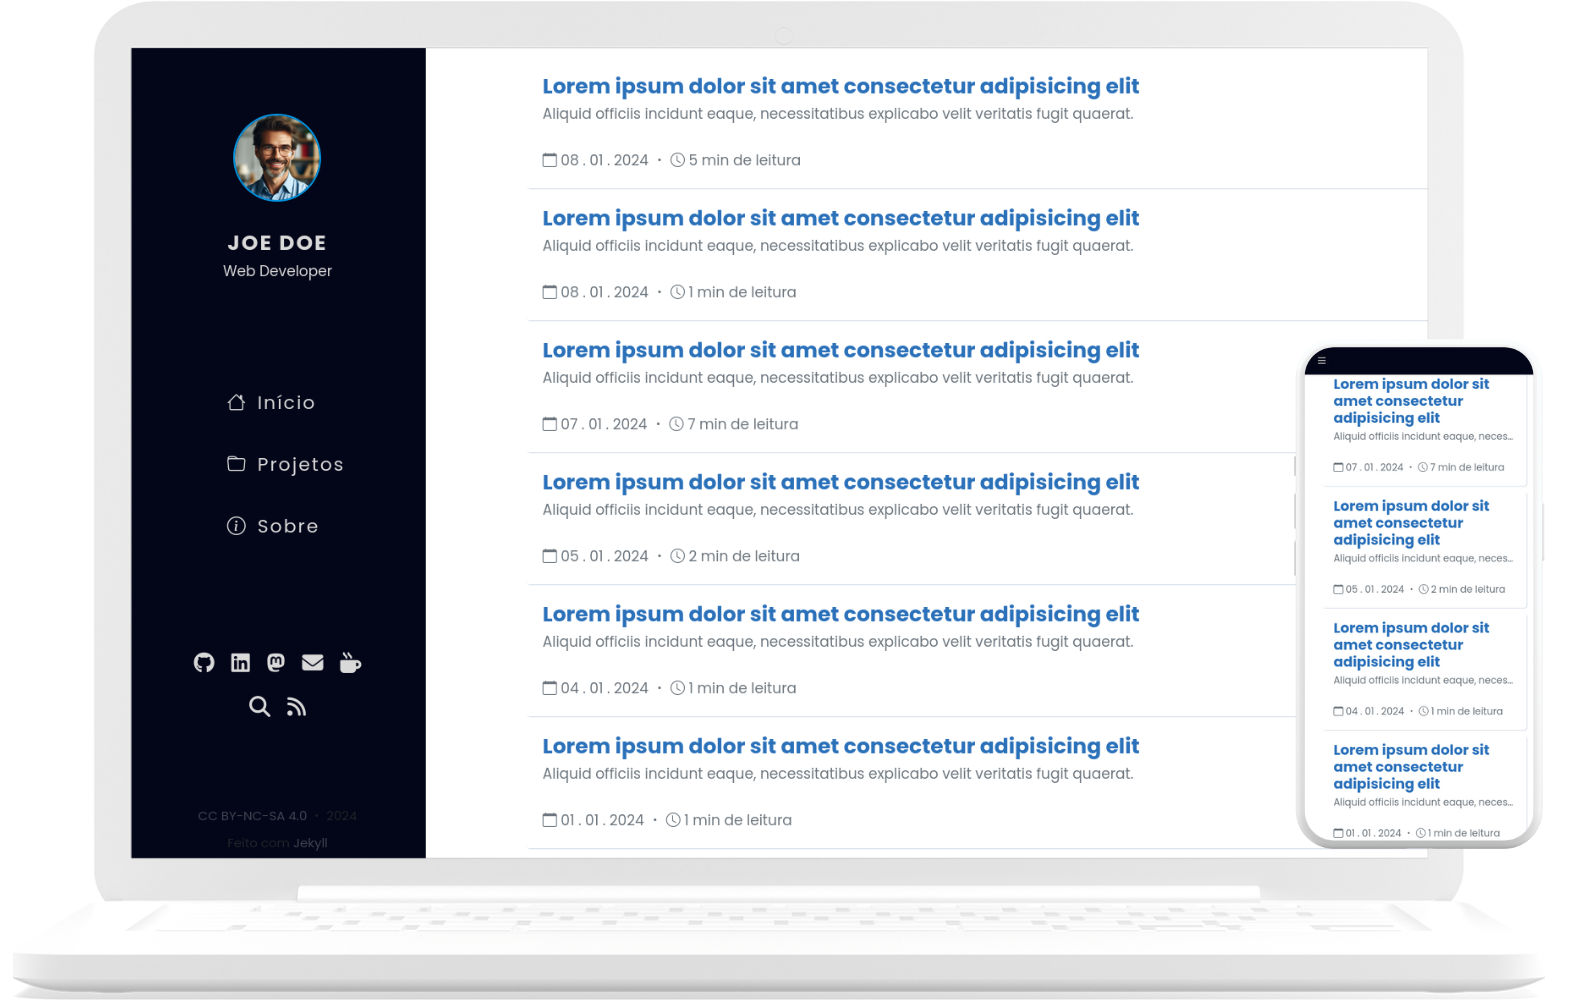 JOE DOE
Web Developer
Início
Projetos
Sobre
CC BY-NC-SA 4.0 • 2024
Feito com Jekyll
Lorem ipsum dolor sit amet consectetur adipisicing elit
Aliquid officiis incidunt eaque, necessitatibus explicabo velit veritatis fugit quaerat.
08 . 01 . 2024 • 5 min de leitura
Lorem ipsum dolor sit amet consectetur adipisicing elit
Aliquid officiis incidunt eaque, necessitatibus explicabo velit veritatis fugit quaerat.
08 . 01 . 2024 • 1 min de leitura
Lorem ipsum dolor sit amet consectetur adipisicing elit
Aliquid officiis incidunt eaque, necessitatibus explicabo velit veritatis fugit quaerat.
07 . 01 . 2024 • 7 min de leitura
Lorem ipsum dolor sit amet consectetur adipisicing elit
Aliquid officiis incidunt eaque, necessitatibus explicabo velit veritatis fugit quaerat.
05 . 01 . 2024 • 2 min de leitura
Lorem ipsum dolor sit amet consectetur adipisicing elit
Aliquid officiis incidunt eaque, necessitatibus explicabo velit veritatis fugit quaerat.
04 . 01 . 2024 • 1 min de leitura
Lorem ipsum dolor sit amet consectetur adipisicing elit
Aliquid officiis incidunt eaque, necessitatibus explicabo velit veritatis fugit quaerat.
01 . 01 . 2024 • 1 min de leitura
Lorem ipsum dolor sit
amet consectetur
adipisicing elit
Aliquid officiis incidunt eaque, neces...
07 . 01 . 2024 • 7 min de leitura
Lorem ipsum dolor sit
amet consectetur
adipisicing elit
Aliquid officiis incidunt eaque, neces...
05 . 01 . 2024 • 2 min de leitura
Lorem ipsum dolor sit
amet consectetur
adipisicing elit
Aliquid officiis incidunt eaque, neces...
04 . 01 . 2024 • 1 min de leitura
Lorem ipsum dolor sit
amet consectetur
adipisicing elit
Aliquid officiis incidunt eaque, neces...
01 . 01 . 2024 • 1 min de leitura